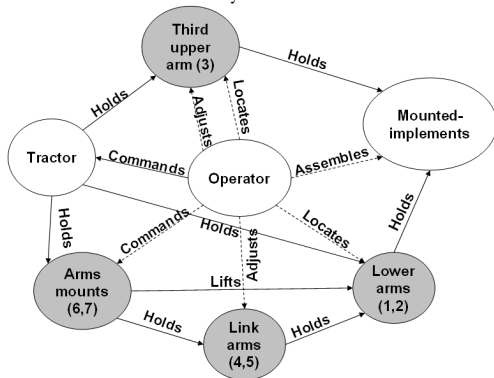 Third
upper
arm (3)
Holds
Holds
Adjusts
Locates
Mounted-
implements
Tractor
Commands
Operator
Assembles
Holds
Commands
Holds
Adjusts
Locates
Holds
Arms
mounts
(6,7)
Lifts
Lower
arms
(1,2)
Holds
Link
arms
(4,5)
Holds